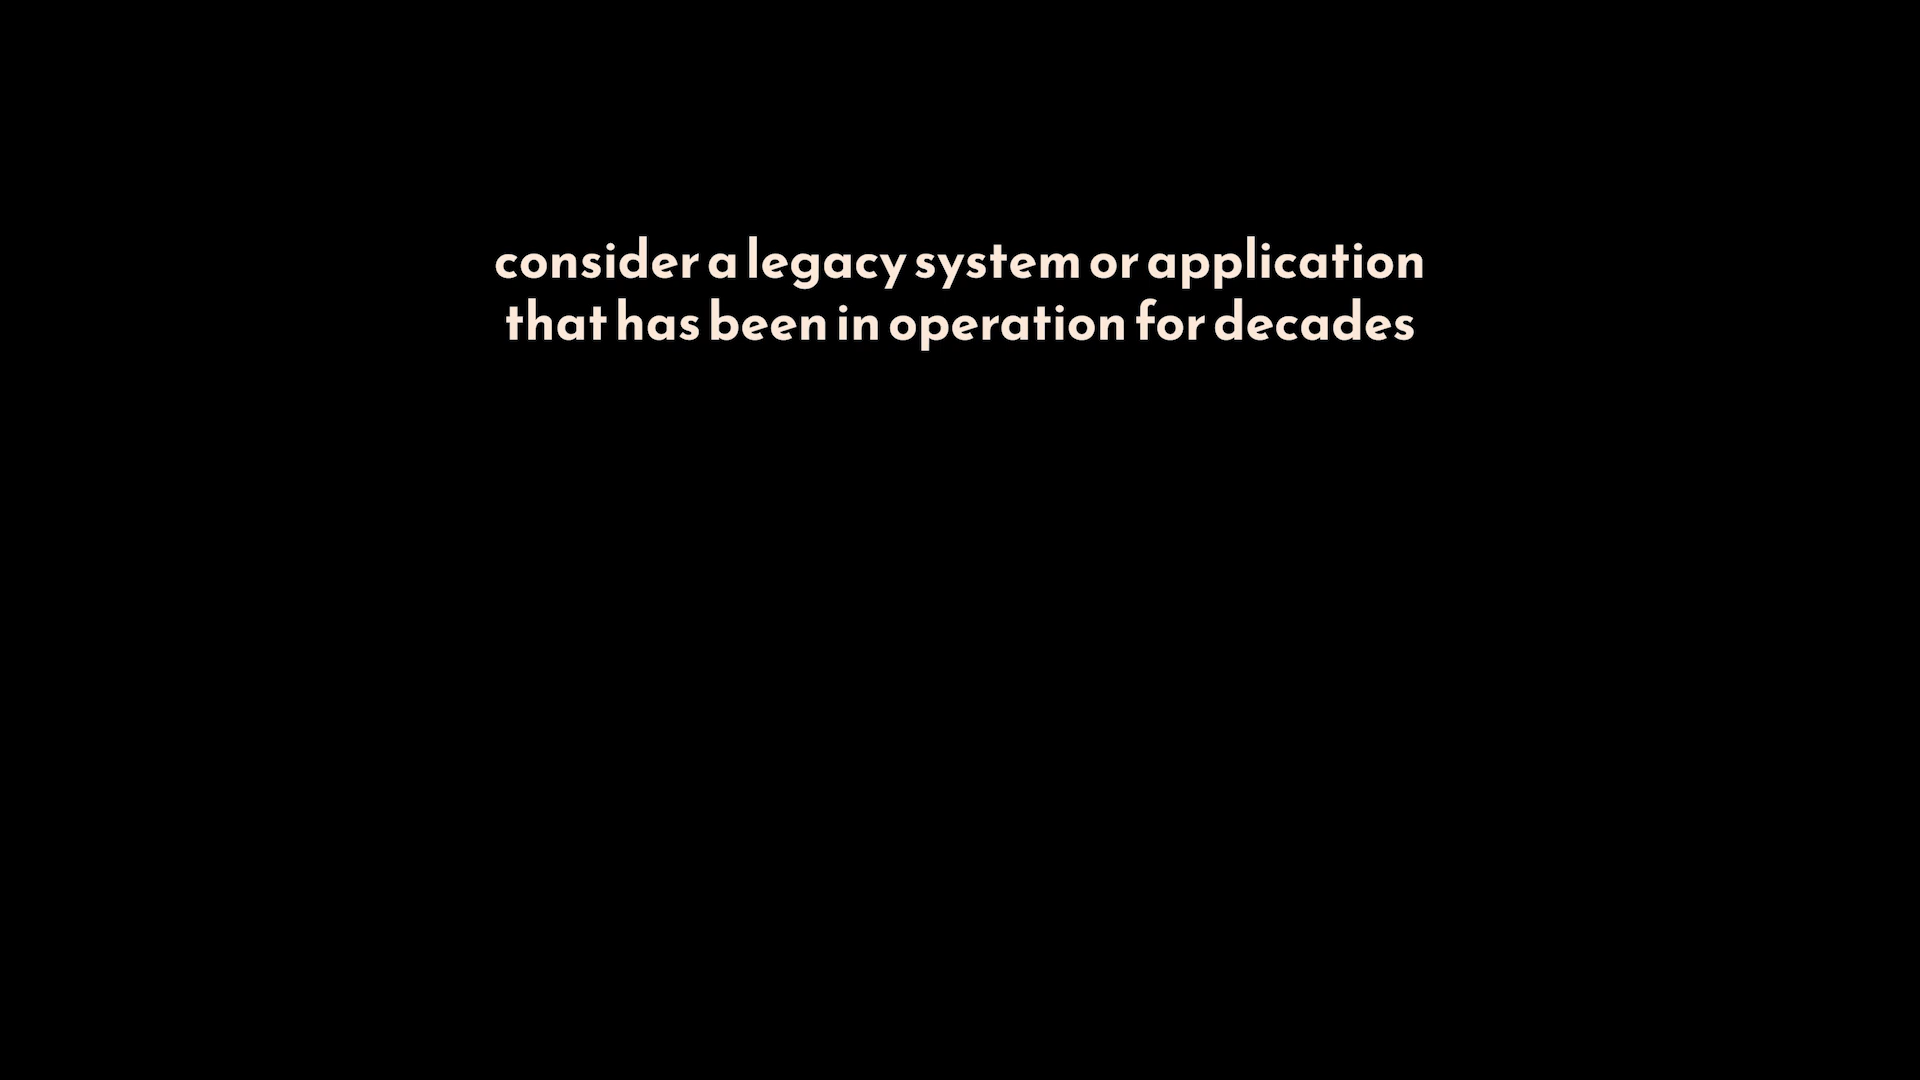 consider a legacy system or application
that has been in operation for decades